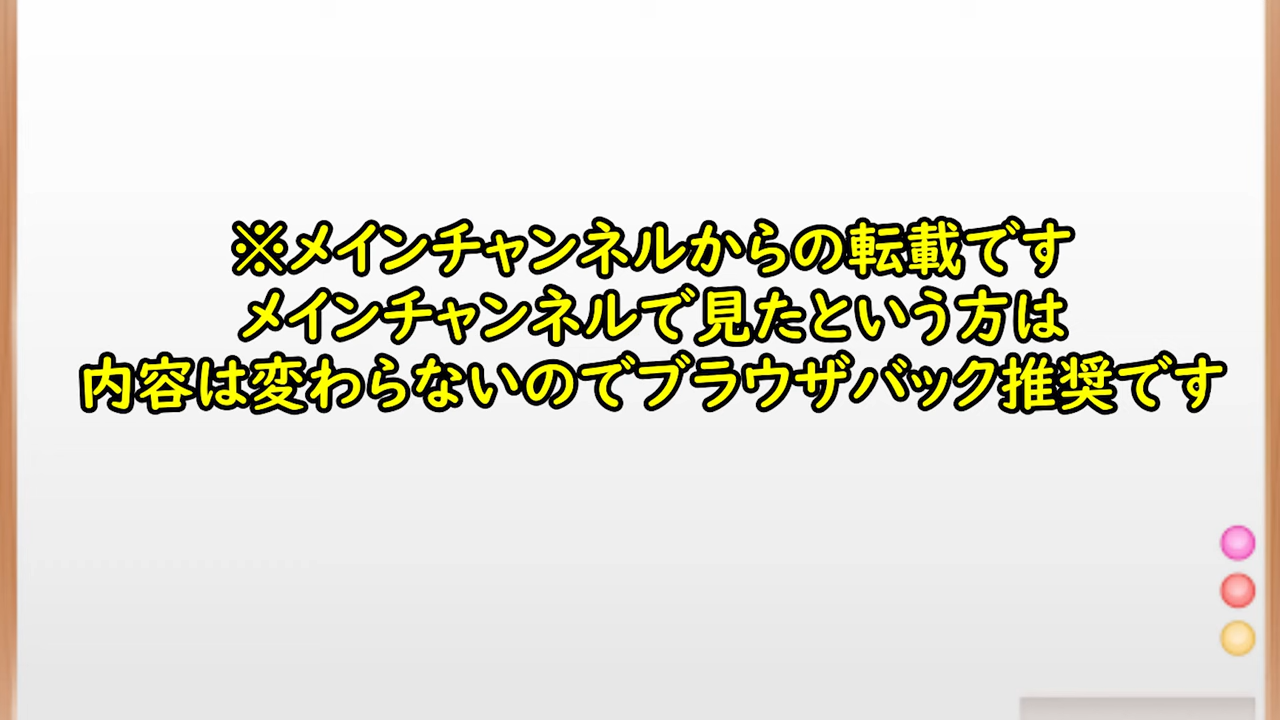 ※メインチャンネルからの転載です
メインチャンネルで見たという方は
内容は変わらないのでブラウザバック推奨です